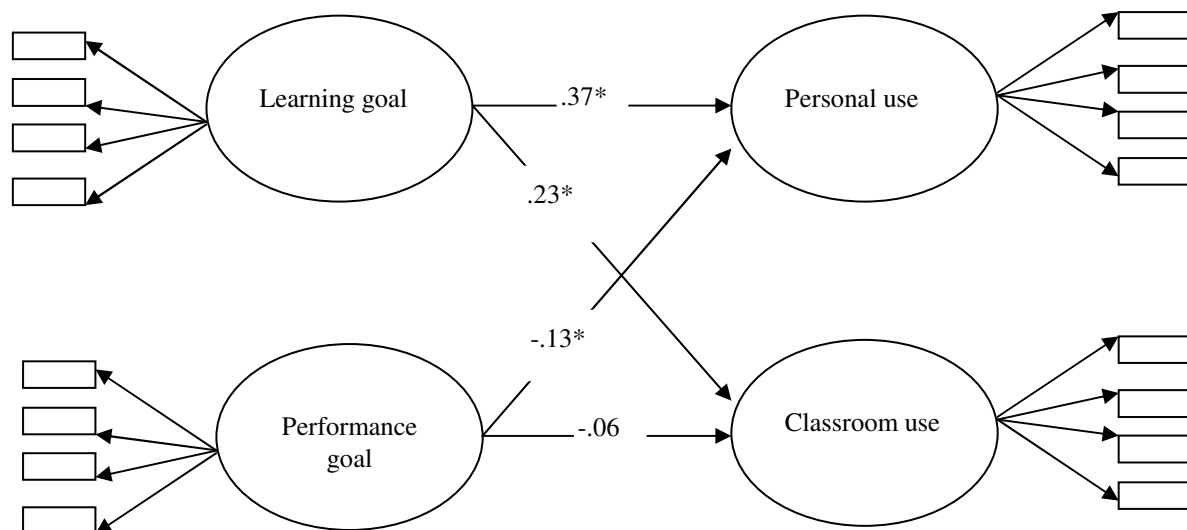 Learning goal
.37*
Personal use
.23*
-.13*
Performance
goal
-.06
Classroom use